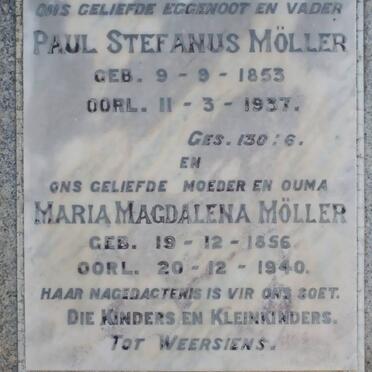 ONS GELIEFDE EGGENOOT EN VADER
PAUL STEFANUS MÖLLER
GEB. 9 - 9 - 1853
OORL. 11 - 3 - 1937.
GES. 130 : 6.
EN
ONS GELIEFDE MOEDER EN OUMA
MARIA MAGDALENA MÖLLER
GEB. 19 - 12 - 1856
OORL. 20 - 12 - 1940.
HAAR NAGEDAGTENIS IS VIR ONS SOET.
DIE KINDERS EN KLEINKINDERS.
TOT WEERSIENS.